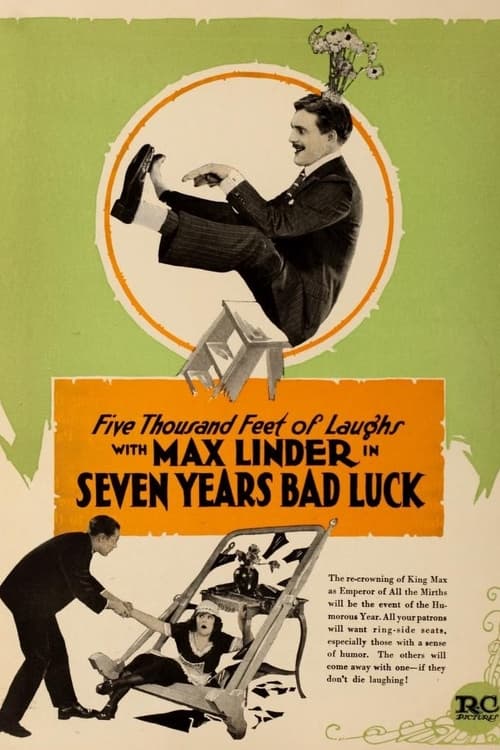 Five Thousand Feet of Laughs
WITH MAX LINDER IN
SEVEN YEARS BAD LUCK
The re-crowning of King Max
as Emperor of All the Mirths
will be the event of the Hu-
morous Year. All your patrons
will want ring-side seats,
especially those with a sense
of humor. The others will
come away with one—if they
don't die laughing!
R-C
PICTURES